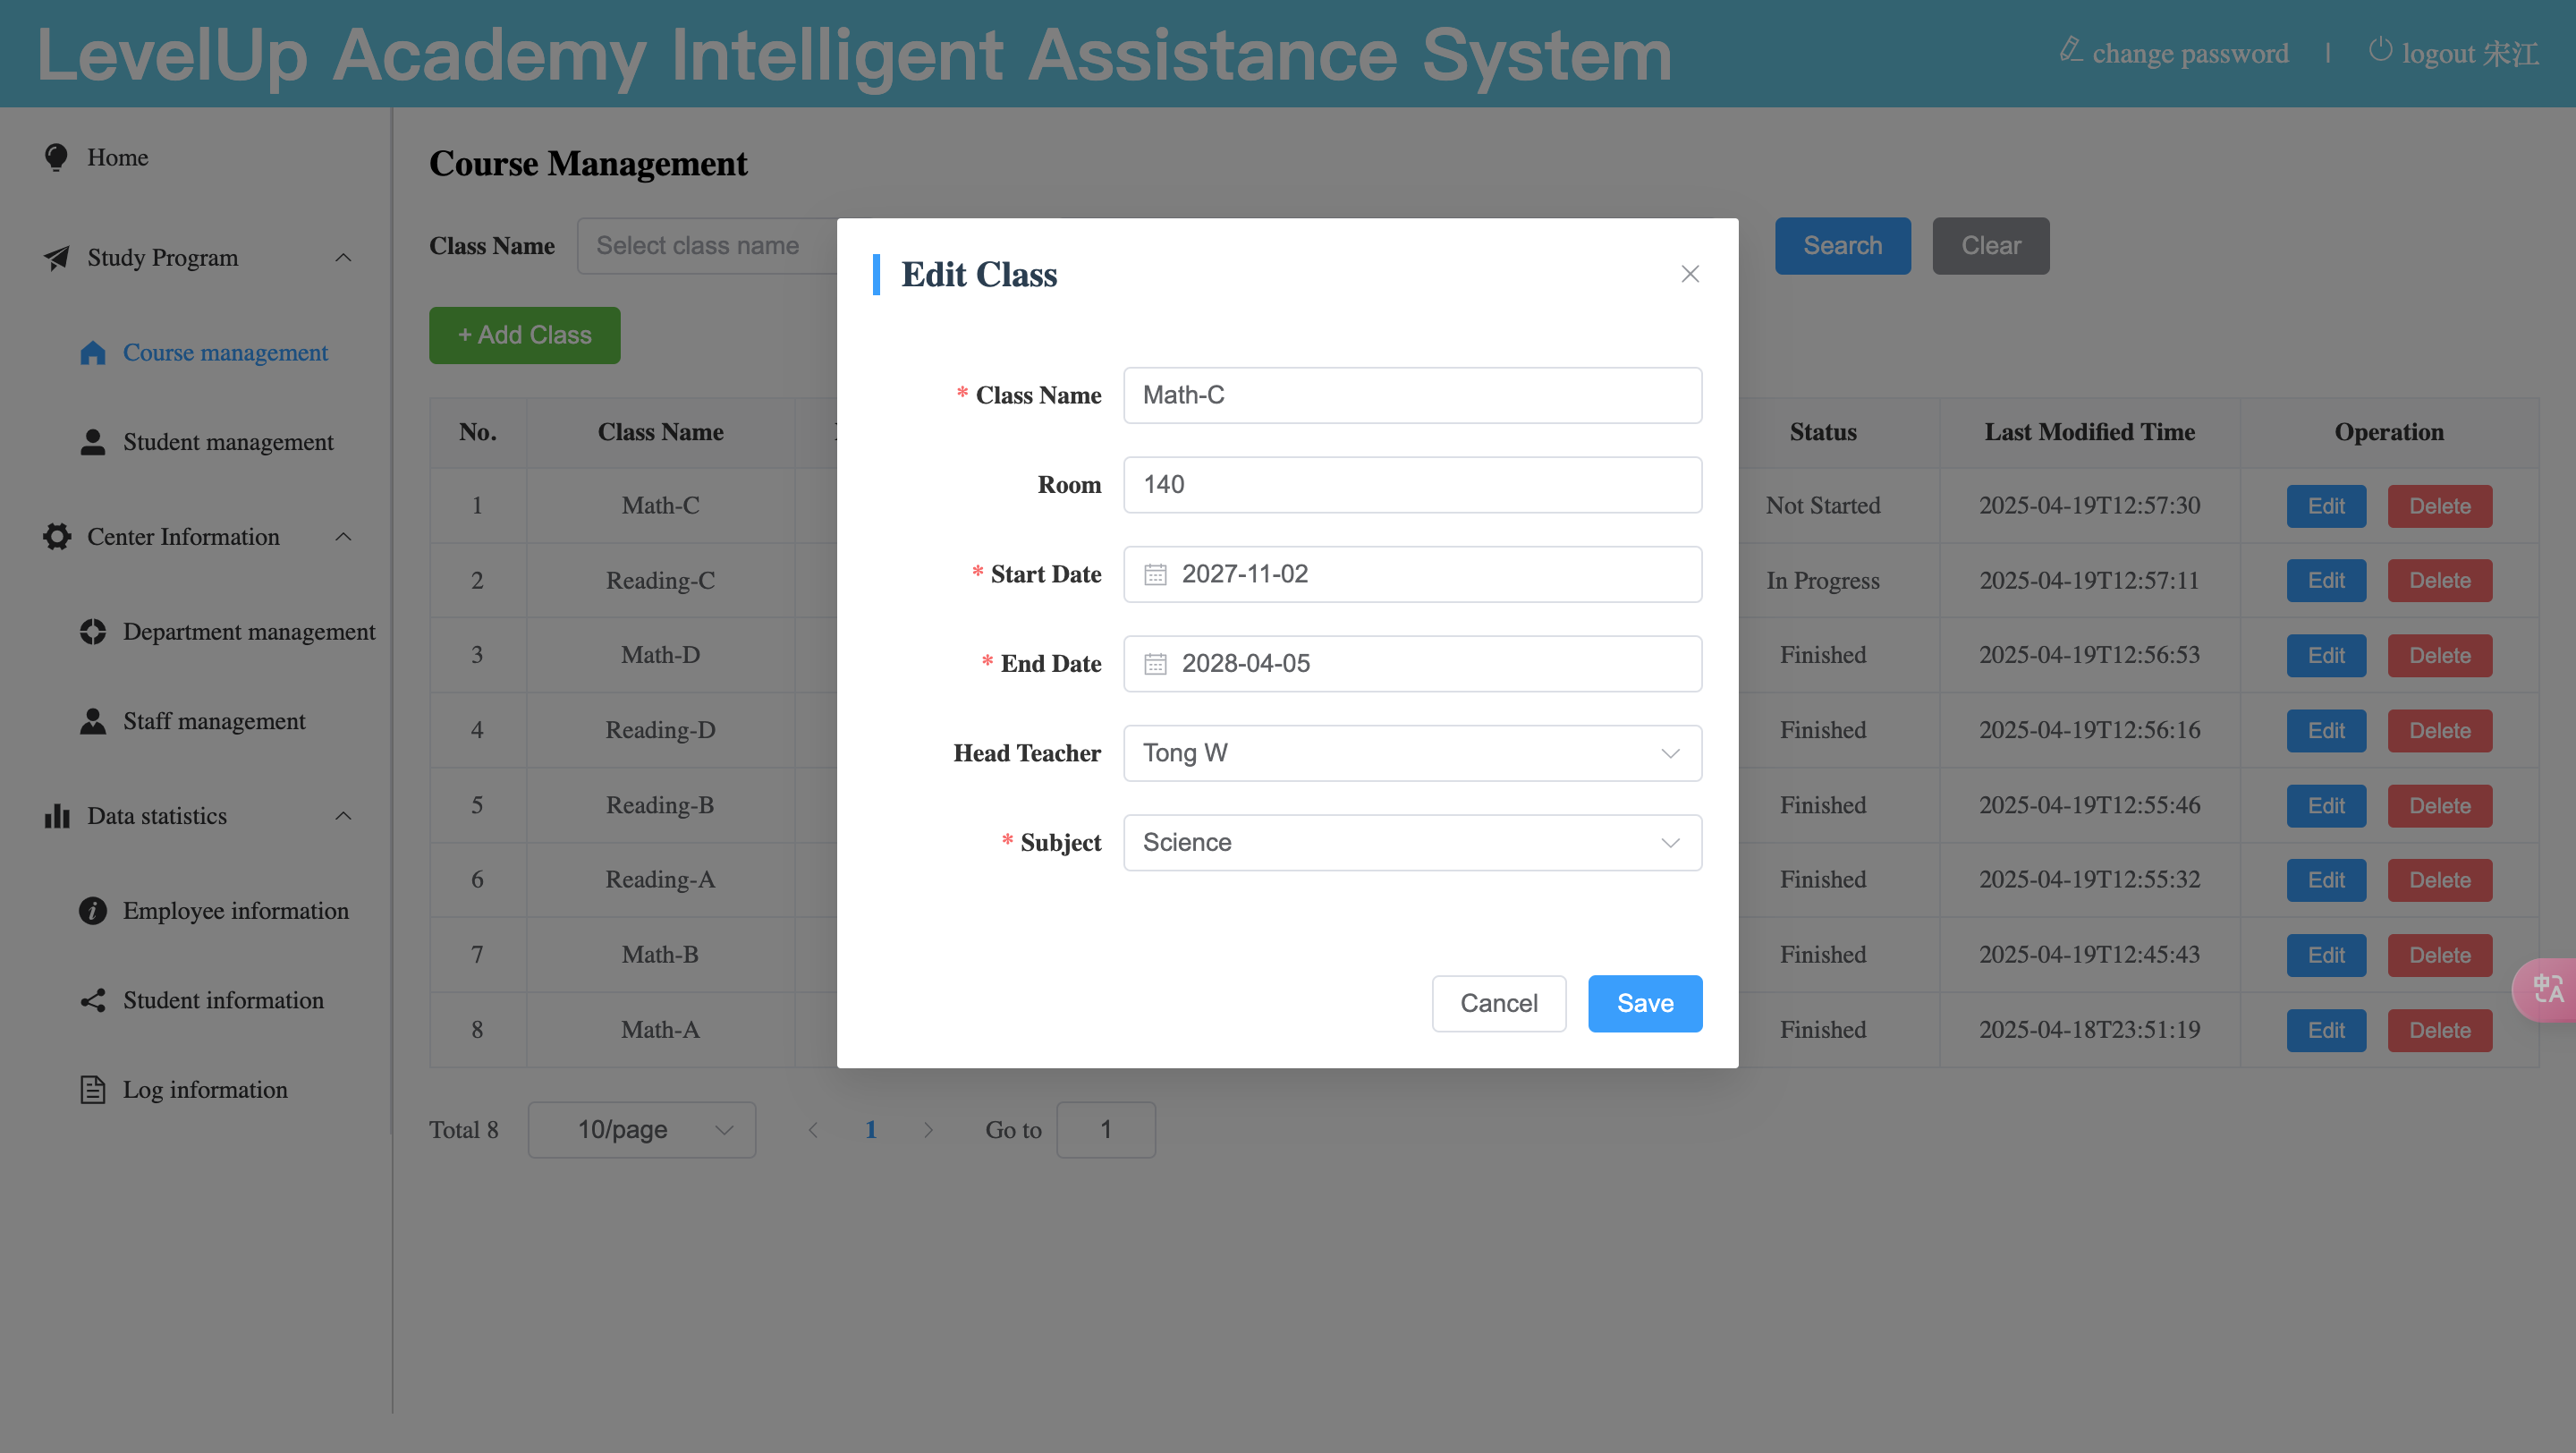 LevelUp Academy Intelligent Assistance System
change password | logout 宋江
Home
Study Program
Course management
Student management
Center Information
Department management
Staff management
Data statistics
Employee information
Student information
Log information
Course Management
Class Name Select class name Search Clear
+ Add Class
No. Class Name Status Last Modified Time Operation
1 Math-C Not Started 2025-04-19T12:57:30 Edit Delete
2 Reading-C In Progress 2025-04-19T12:57:11 Edit Delete
3 Math-D Finished 2025-04-19T12:56:53 Edit Delete
4 Reading-D Finished 2025-04-19T12:56:16 Edit Delete
5 Reading-B Finished 2025-04-19T12:55:46 Edit Delete
6 Reading-A Finished 2025-04-19T12:55:32 Edit Delete
7 Math-B Finished 2025-04-19T12:45:43 Edit Delete
8 Math-A Finished 2025-04-18T23:51:19 Edit Delete
Total 8 10/page 1 Go to 1
Edit Class
* Class Name Math-C
Room 140
* Start Date 2027-11-02
* End Date 2028-04-05
Head Teacher Tong W
* Subject Science
Cancel Save
中A